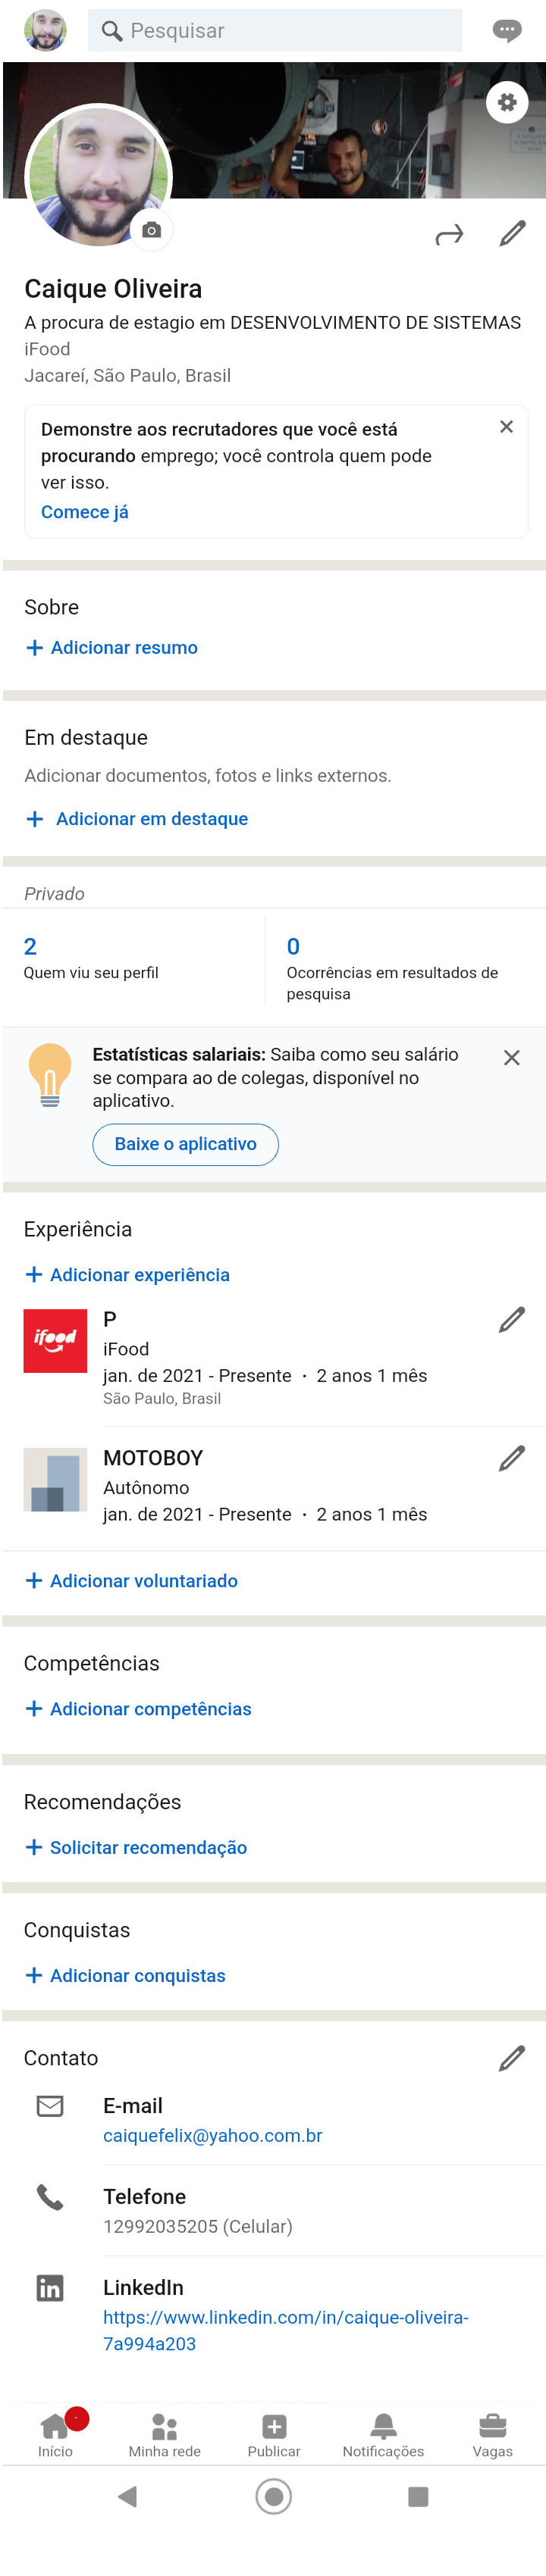 Pesquisar
Caique Oliveira
A procura de estagio em DESENVOLVIMENTO DE SISTEMAS
iFood
Jacareí, São Paulo, Brasil
Demonstre aos recrutadores que você está
procurando emprego; você controla quem pode
ver isso.
Comece já
Sobre
+ Adicionar resumo
Em destaque
Adicionar documentos, fotos e links externos.
+ Adicionar em destaque
Privado
2
Quem viu seu perfil
0
Ocorrências em resultados de
pesquisa
Estatísticas salariais: Saiba como seu salário
se compara ao de colegas, disponível no
aplicativo.
Baixe o aplicativo
Experiência
+ Adicionar experiência
ifood
P
iFood
jan. de 2021 - Presente • 2 anos 1 mês
São Paulo, Brasil
MOTOBOY
Autônomo
jan. de 2021 - Presente • 2 anos 1 mês
+ Adicionar voluntariado
Competências
+ Adicionar competências
Recomendações
+ Solicitar recomendação
Conquistas
+ Adicionar conquistas
Contato
E-mail
caiquefelix@yahoo.com.br
Telefone
12992035205 (Celular)
in
LinkedIn
https://www.linkedin.com/in/caique-oliveira-
7a994a203
Início
Minha rede
Publicar
Notificações
Vagas